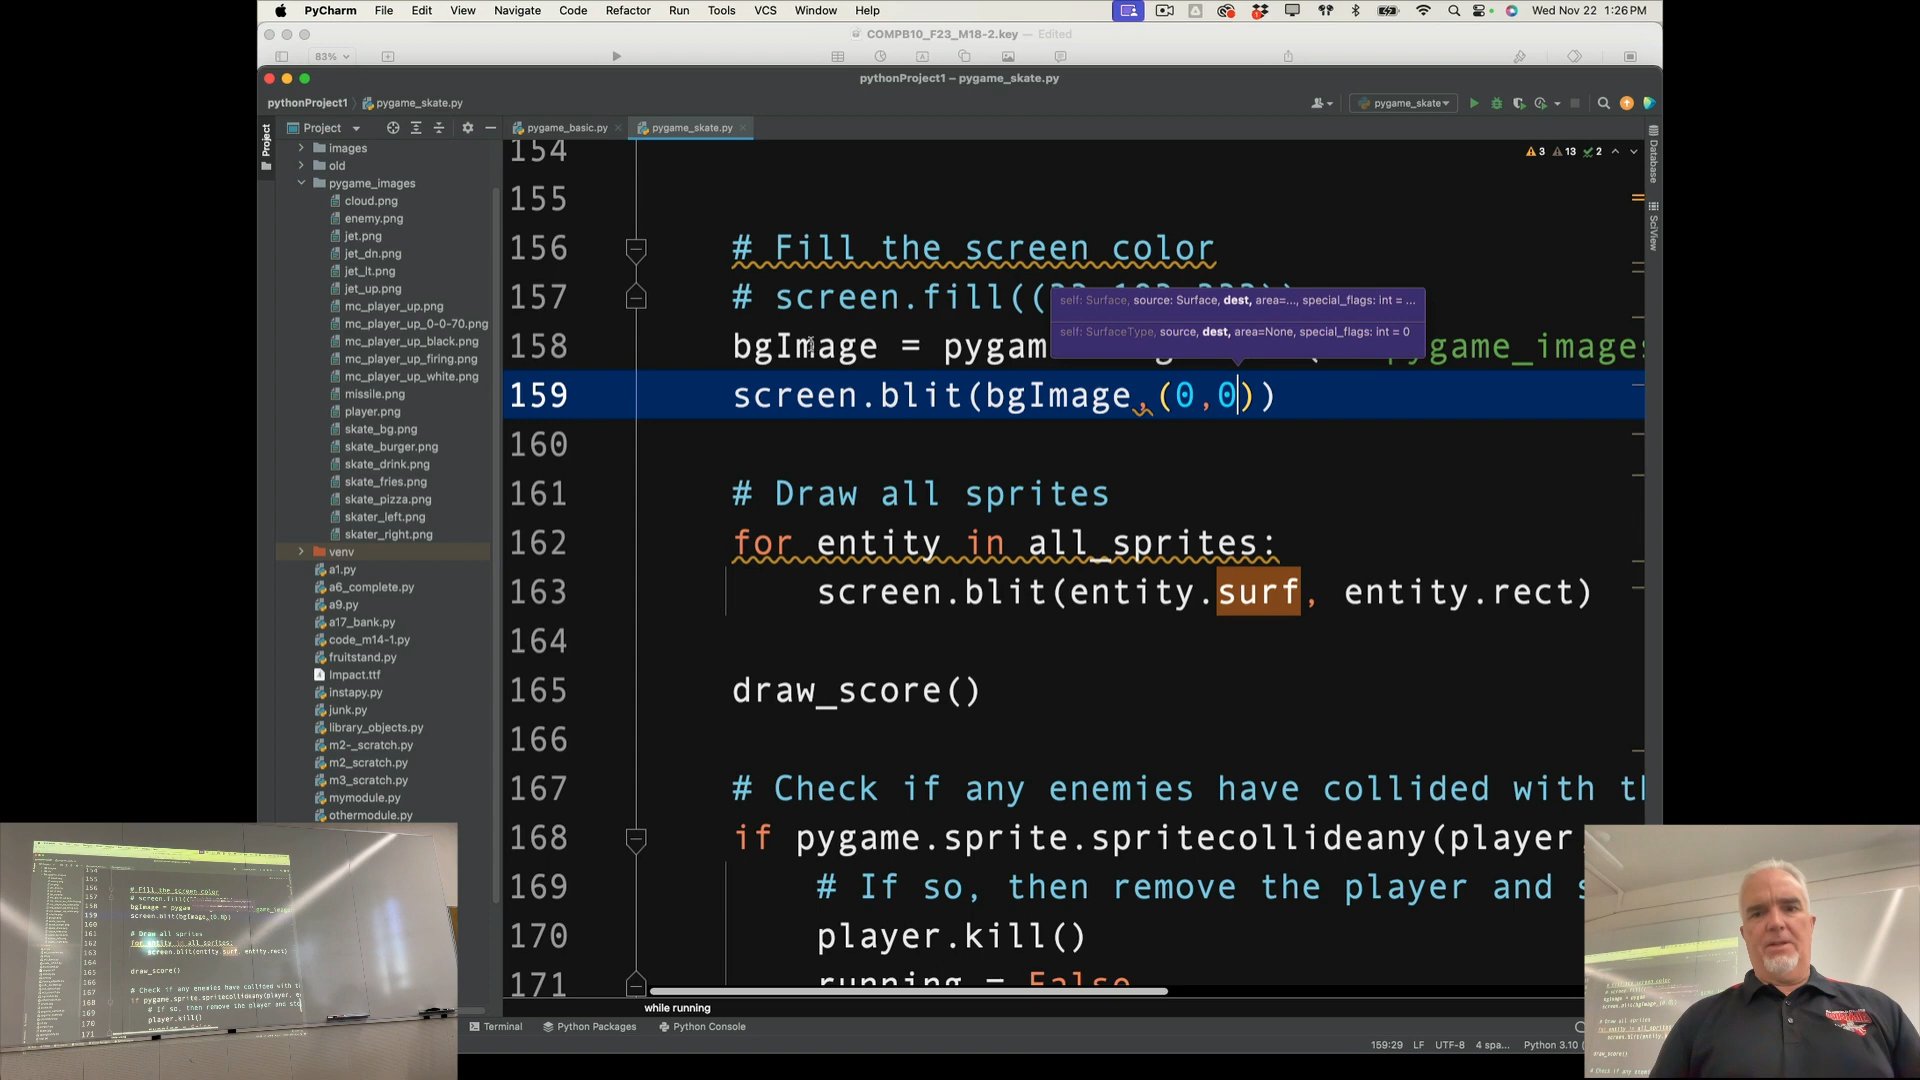 PyCharm File Edit View Navigate Code Refactor Run Tools VCS Window Help
Wed Nov 22 1:26 PM
COMPB10_F23_M18-2.key — Edited
83%
pythonProject1 – pygame_skate.py
pythonProject1 pygame_skate.py
pygame_skate
Project
pygame_basic.py
pygame_skate.py
Project
images
old
pygame_images
cloud.png
enemy.png
jet.png
jet_dn.png
jet_lt.png
jet_up.png
mc_player_up.png
mc_player_up_0-0-70.png
mc_player_up_black.png
mc_player_up_firing.png
mc_player_up_white.png
missile.png
player.png
skate_bg.png
skate_burger.png
skate_drink.png
skate_fries.png
skate_pizza.png
skater_left.png
skater_right.png
venv
a1.py
a6_complete.py
a9.py
a17_bank.py
code_m14-1.py
fruitstand.py
Impact.ttf
instapy.py
junk.py
library_objects.py
m2-_scratch.py
m2_scratch.py
m3_scratch.py
mymodule.py
othermodule.py
3 13 2
Database
SciView
154
155
156 # Fill the screen color
157 # screen.fill((
self: Surface, source: Surface, dest, area=..., special_flags: int = ...
self: SurfaceType, source, dest, area=None, special_flags: int = 0
158 bgImage = pygam pygame_images
159 screen.blit(bgImage,(0,0))
160
161 # Draw all sprites
162 for entity in all_sprites:
163 screen.blit(entity.surf, entity.rect)
164
165 draw_score()
166
167 # Check if any enemies have collided with
168 if pygame.sprite.spritecollideany(player
169 # If so, then remove the player and
170 player.kill()
171 running = False
while running
Terminal Python Packages Python Console
159:29 LF UTF-8 4 spa... Python 3.10